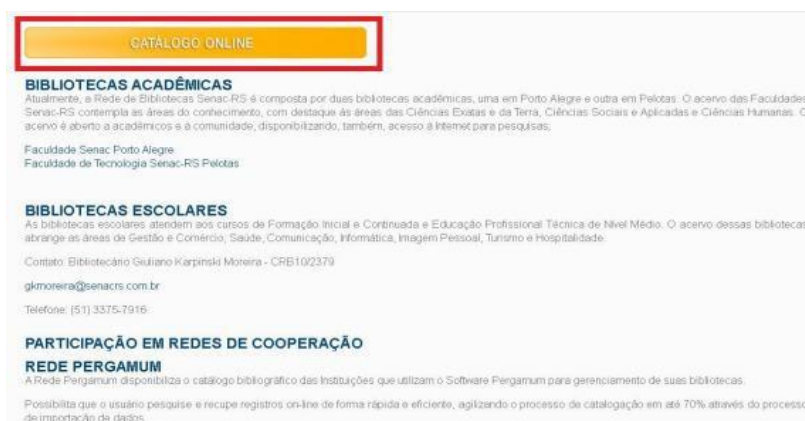 CATÁLOGO ONLINE
BIBLIOTECAS ACADÊMICAS
Atualmente, a Rede de Bibliotecas Senac-RS é composta por duas bibliotecas acadêmicas, uma em Porto Alegre e outra em Pelotas. O acervo das Faculdades
Senac-RS contempla as áreas do conhecimento, com destaque às áreas das Ciências Exatas e da Terra, Ciências Sociais e Aplicadas e Ciências Humanas. O
acervo é aberto a acadêmicos e à comunidade, disponibilizando, também, acesso à Internet para pesquisas;
Faculdade Senac Porto Alegre
Faculdade de Tecnologia Senac-RS Pelotas
BIBLIOTECAS ESCOLARES
As bibliotecas escolares atendem aos cursos de Formação Inicial e Continuada e Educação Profissional Técnica de Nível Médio. O acervo dessas bibliotecas
abrange as áreas de Gestão e Comércio, Saúde, Comunicação, Informática, Imagem Pessoal, Turismo e Hospitalidade.
Contato: Bibliotecário Giuliano Karpinski Moreira - CRB10/2379
gkmoreira@senacrs.com.br
Telefone: (51) 3375-7916
PARTICIPAÇÃO EM REDES DE COOPERAÇÃO
REDE PERGAMUM
A Rede Pergamum disponibiliza o catálogo bibliográfico das Instituições que utilizam o Software Pergamum para gerenciamento de suas bibliotecas.
Possibilita que o usuário pesquise e recupe registros on-line de forma rápida e eficiente, agilizando o processo de catalogação em até 70% através do processo
de importação de dados.